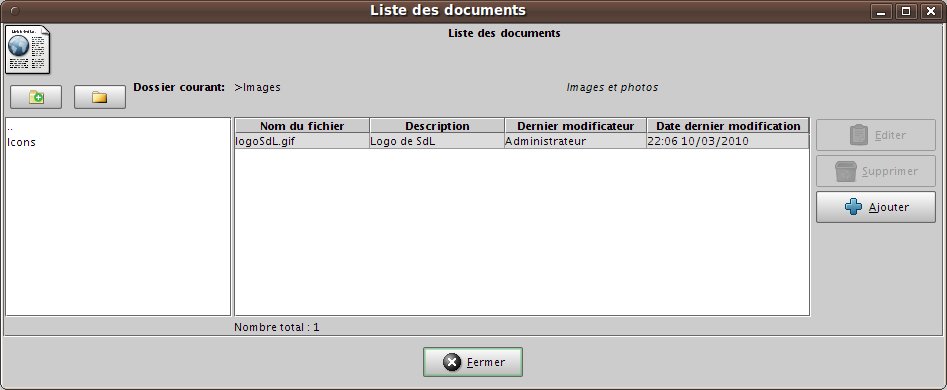 Liste des documents
Liste des documents
Dossier courant: >Images Images et photos
Nom du fichier Description Dernier modificateur Date dernier modification
..
logoSdL.gif Logo de SdL Administrateur 22:06 10/03/2010
Icons
Editer
Supprimer
Ajouter
Nombre total : 1
Fermer